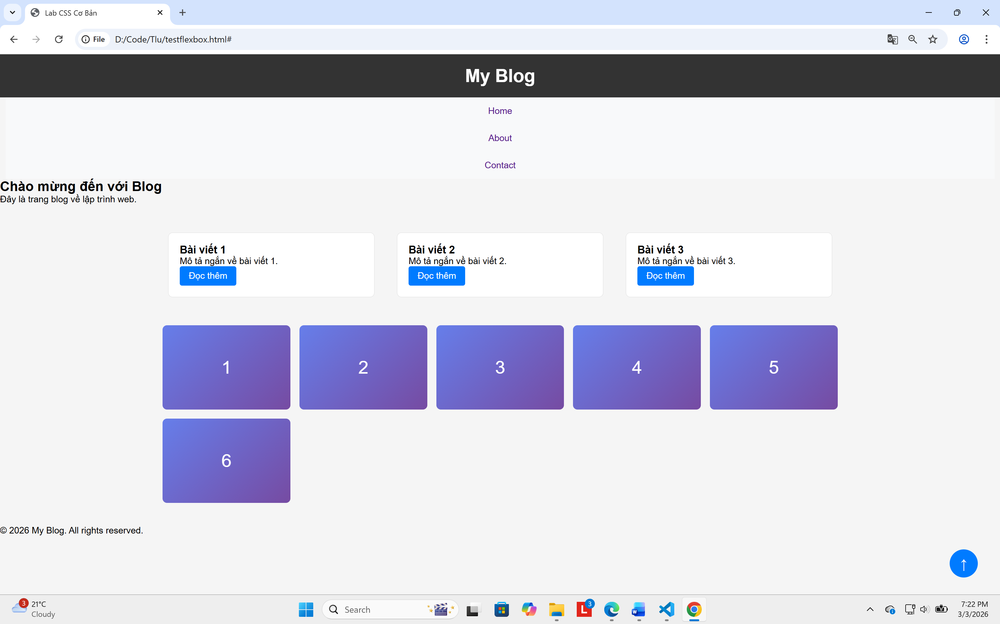 Lab CSS Cơ Bản
File D:/Code/Tlu/testflexbox.html#
My Blog
Home
About
Contact
Chào mừng đến với Blog
Đây là trang blog về lập trình web.
Bài viết 1
Mô tả ngắn về bài viết 1.
Đọc thêm
Bài viết 2
Mô tả ngắn về bài viết 2.
Đọc thêm
Bài viết 3
Mô tả ngắn về bài viết 3.
Đọc thêm
1
2
3
4
5
6
© 2026 My Blog. All rights reserved.
↑
3
21°C
Cloudy
Search
L
3
W
7:22 PM
3/3/2026